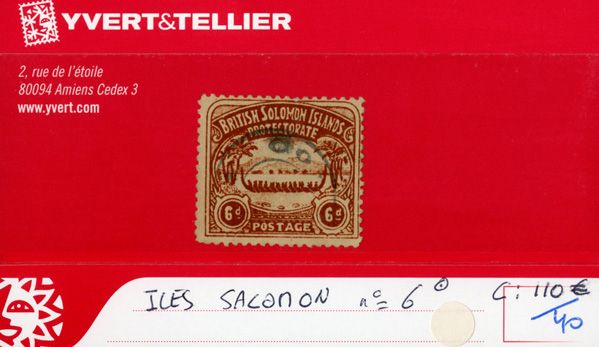 YVERT&TELLIER
2, rue de l'étoile
80094 Amiens Cedex 3
www.yvert.com
BRITISH SOLOMON ISLANDS
PROTECTORATE
6d 6d
POSTAGE
ILES SALOMON n° 6 C: 110 €
40